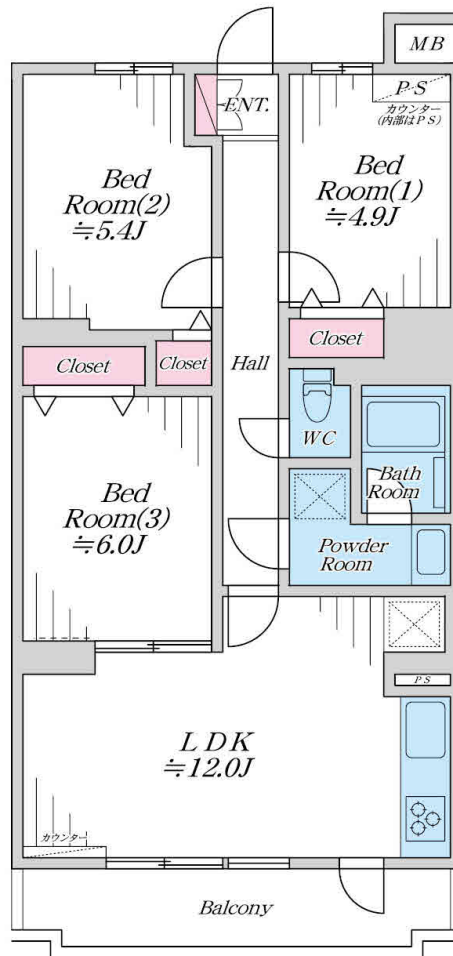 MB
PS
カウンター
(内部はPS)
ENT.
Bed
Room(2)
≒5.4J
Bed
Room(1)
≒4.9J
Closet
Closet
Hall
Closet
WC
Bath
Room
Bed
Room(3)
≒6.0J
Powder
Room
PS
LDK
≒12.0J
カウンター
Balcony